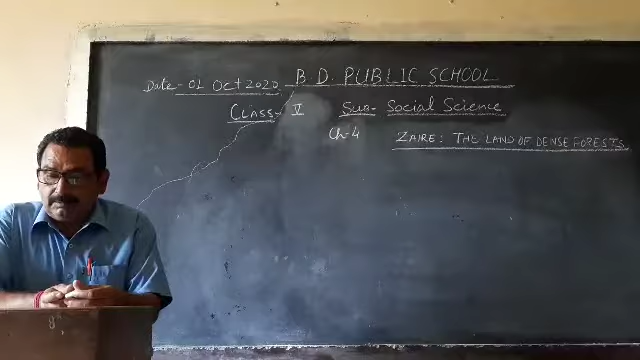 Date - 01 Oct 2020 B D. PUBLIC SCHOOL
CLASS - V Sub - Social Science
Ch-4 ZAIRE: THE LAND OF DENSE FORESTS